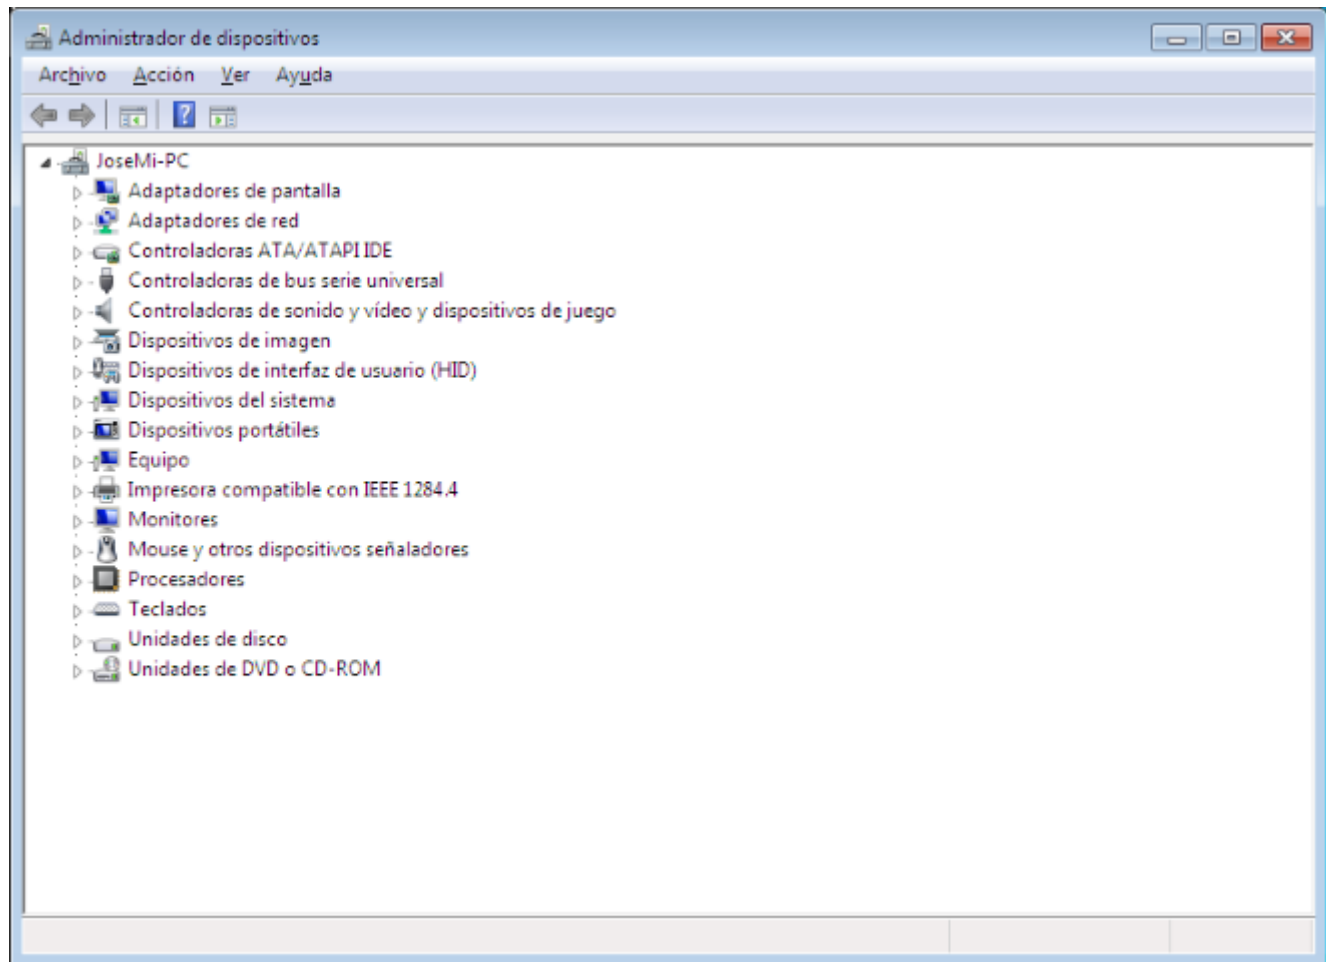 Administrador de dispositivos
Archivo Acción Ver Ayuda
JoseMi-PC
Adaptadores de pantalla
Adaptadores de red
Controladoras ATA/ATAPI IDE
Controladoras de bus serie universal
Controladoras de sonido y vídeo y dispositivos de juego
Dispositivos de imagen
Dispositivos de interfaz de usuario (HID)
Dispositivos del sistema
Dispositivos portátiles
Equipo
Impresora compatible con IEEE 1284.4
Monitores
Mouse y otros dispositivos señaladores
Procesadores
Teclados
Unidades de disco
Unidades de DVD o CD-ROM